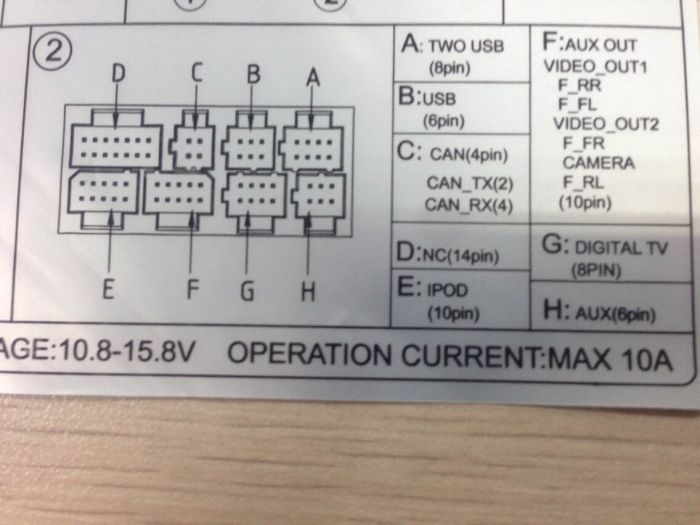 2
D C B A
E F G H
A: TWO USB
(8pin)
B:USB
(6pin)
C: CAN(4pin)
CAN_TX(2)
CAN_RX(4)
D:NC(14pin)
E: IPOD
(10pin)
F:AUX OUT
VIDEO_OUT1
F_RR
F_FL
VIDEO_OUT2
F_FR
CAMERA
F_RL
(10pin)
G: DIGITAL TV
(8PIN)
H: AUX(6pin)
AGE:10.8-15.8V OPERATION CURRENT:MAX 10A